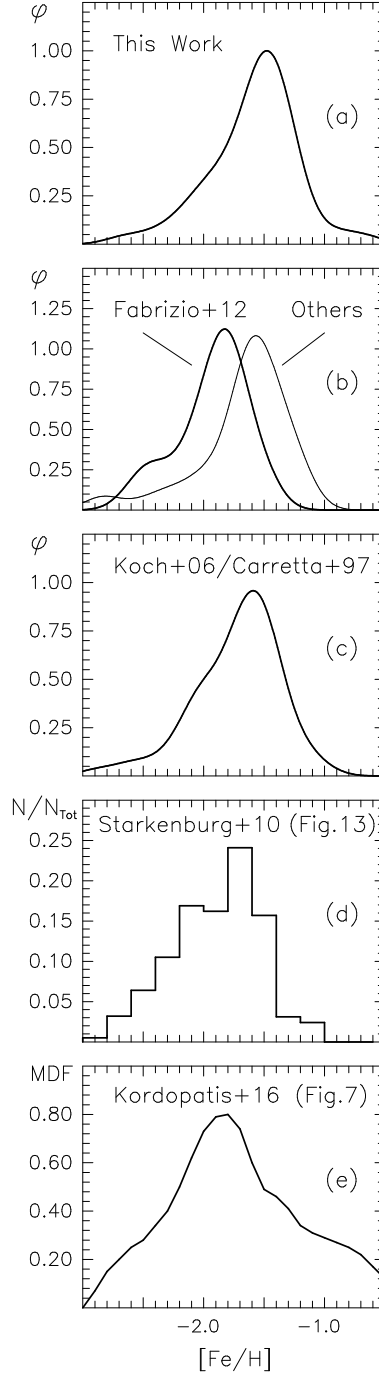 φ
This Work
1.00
0.75
(a)
0.50
0.25
φ
1.25
Fabrizio+12 Others
1.00
(b)
0.75
0.50
0.25
φ
Koch+06/Carretta+97
1.00
0.75
(c)
0.50
0.25
N/N_Tot
Starkenburg+10 (Fig.13)
0.25
0.20
(d)
0.15
0.10
0.05
MDF
Kordopatis+16 (Fig.7)
0.80
0.60
(e)
0.40
0.20
−2.0 −1.0
[Fe/H]